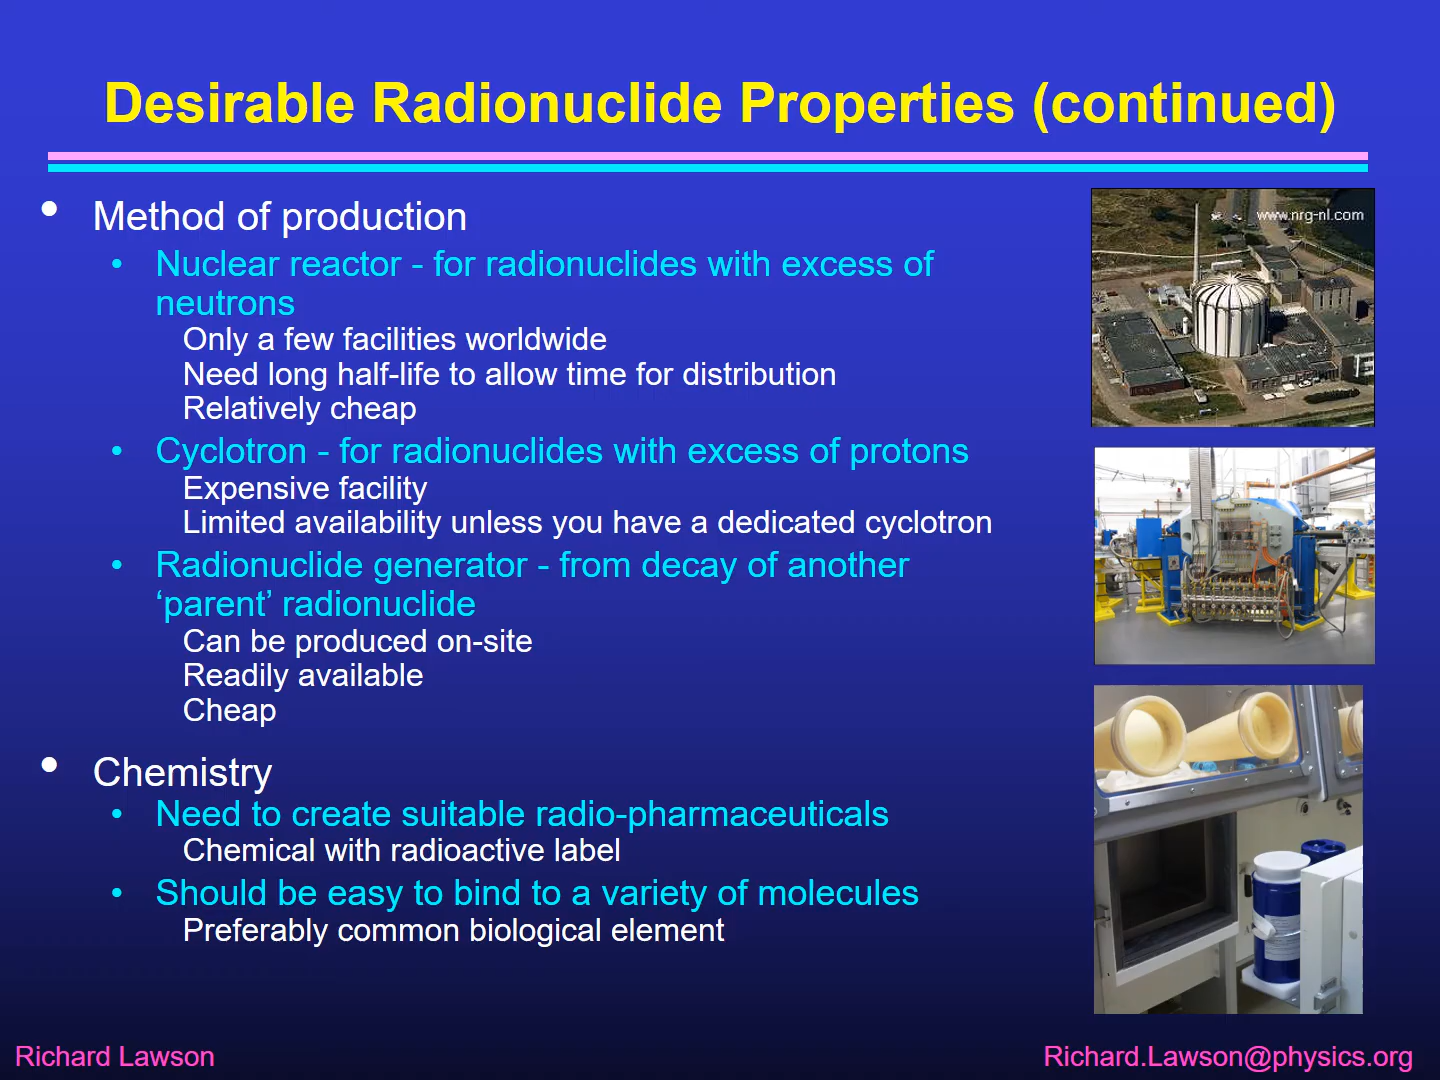 Desirable Radionuclide Properties (continued)
• Method of production
• Nuclear reactor - for radionuclides with excess of
neutrons
Only a few facilities worldwide
Need long half-life to allow time for distribution
Relatively cheap
• Cyclotron - for radionuclides with excess of protons
Expensive facility
Limited availability unless you have a dedicated cyclotron
• Radionuclide generator - from decay of another
‘parent’ radionuclide
Can be produced on-site
Readily available
Cheap
• Chemistry
• Need to create suitable radio-pharmaceuticals
Chemical with radioactive label
• Should be easy to bind to a variety of molecules
Preferably common biological element
www.nrg-nl.com
Richard Lawson
Richard.Lawson@physics.org